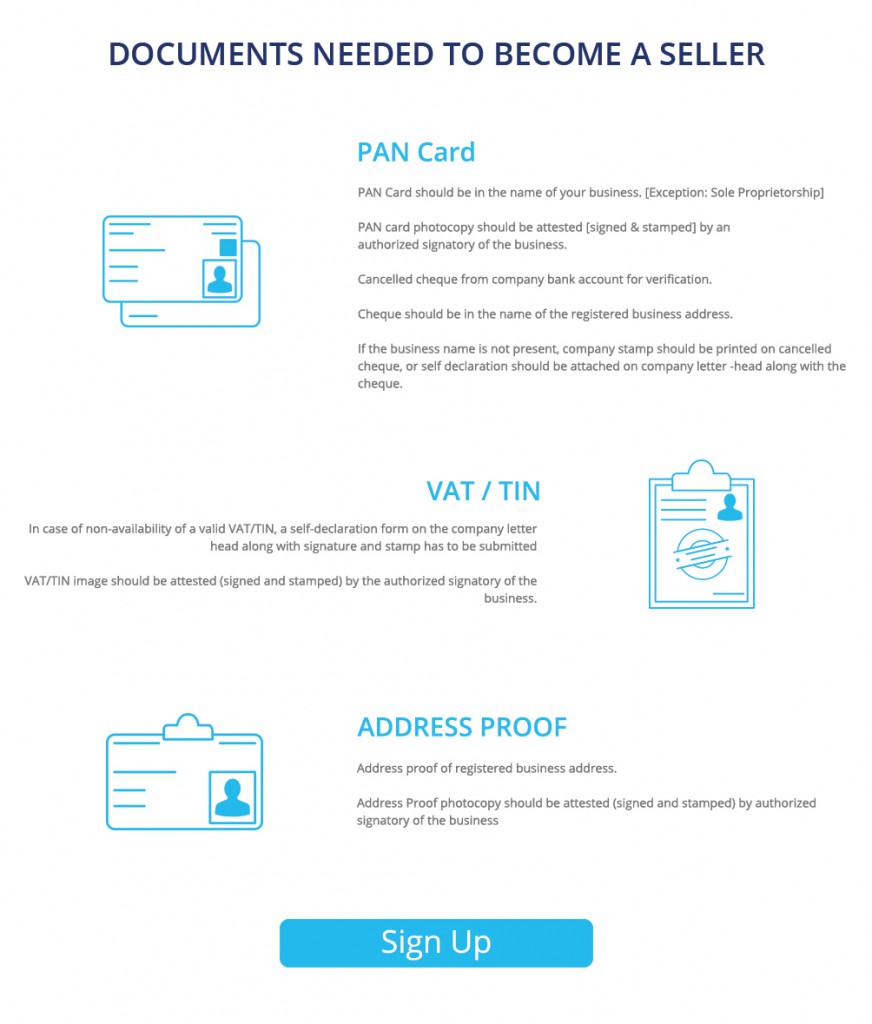 DOCUMENTS NEEDED TO BECOME A SELLER
PAN Card
PAN Card should be in the name of your business. [Exception: Sole Proprietorship]
PAN card photocopy should be attested [signed & stamped] by an
authorized signatory of the business.
Cancelled cheque from company bank account for verification.
Cheque should be in the name of the registered business address.
If the business name is not present, company stamp should be printed on cancelled
cheque, or self declaration should be attached on company letter -head along with the
cheque.
VAT / TIN
In case of non-availability of a valid VAT/TIN, a self-declaration form on the company letter
head along with signature and stamp has to be submitted
VAT/TIN image should be attested (signed and stamped) by the authorized signatory of the
business.
ADDRESS PROOF
Address proof of registered business address.
Address Proof photocopy should be attested (signed and stamped) by authorized
signatory of the business
Sign Up